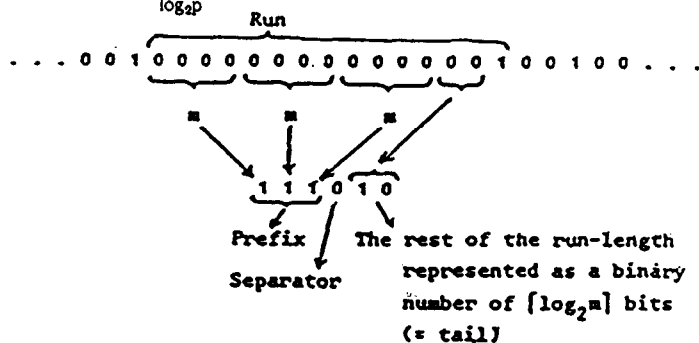 log₂p
Run
. . . 0 0 1 0 0 0 0 0 0 0 0 0 0 0 0 0 0 1 0 0 1 0 0 . . .
m m m
1 1 1 0 1 0
Prefix
Separator
The rest of the run-length
represented as a binary
number of ⌈log₂m⌉ bits
(= tail)